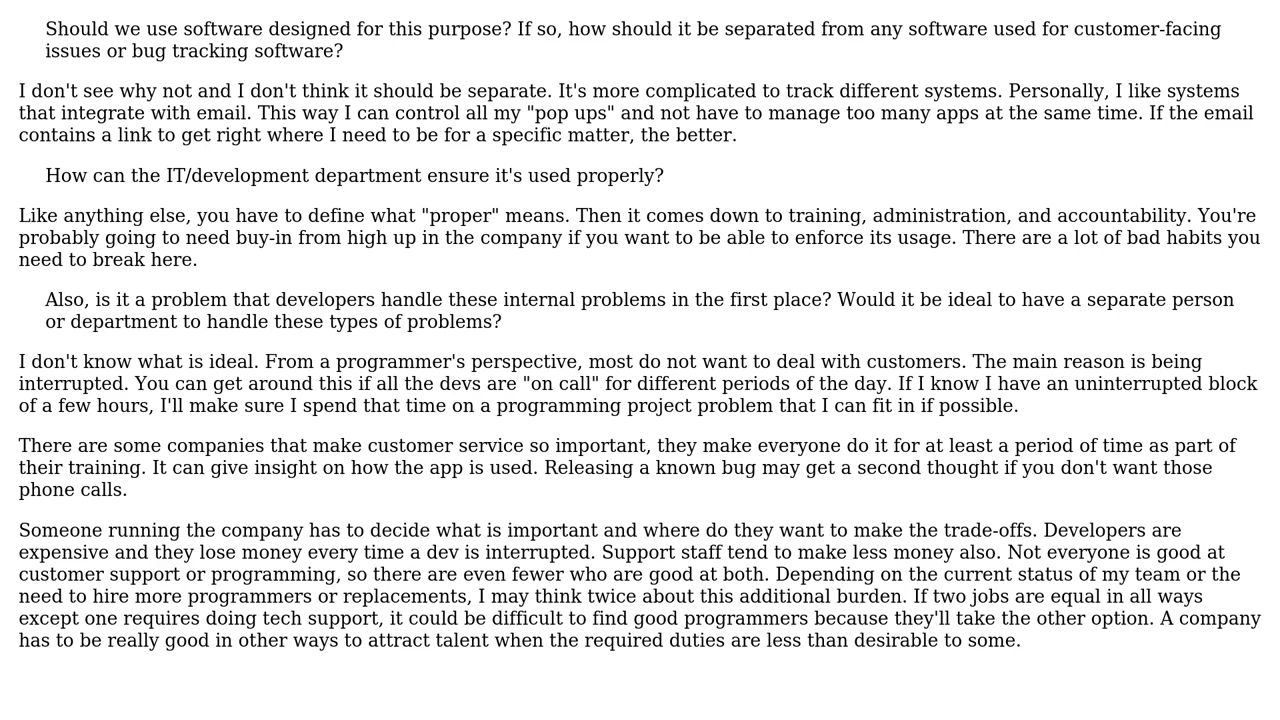 Should we use software designed for this purpose? If so, how should it be separated from any software used for customer-facing
issues or bug tracking software?
I don't see why not and I don't think it should be separate. It's more complicated to track different systems. Personally, I like systems
that integrate with email. This way I can control all my "pop ups" and not have to manage too many apps at the same time. If the email
contains a link to get right where I need to be for a specific matter, the better.
How can the IT/development department ensure it's used properly?
Like anything else, you have to define what "proper" means. Then it comes down to training, administration, and accountability. You're
probably going to need buy-in from high up in the company if you want to be able to enforce its usage. There are a lot of bad habits you
need to break here.
Also, is it a problem that developers handle these internal problems in the first place? Would it be ideal to have a separate person
or department to handle these types of problems?
I don't know what is ideal. From a programmer's perspective, most do not want to deal with customers. The main reason is being
interrupted. You can get around this if all the devs are "on call" for different periods of the day. If I know I have an uninterrupted block
of a few hours, I'll make sure I spend that time on a programming project problem that I can fit in if possible.
There are some companies that make customer service so important, they make everyone do it for at least a period of time as part of
their training. It can give insight on how the app is used. Releasing a known bug may get a second thought if you don't want those
phone calls.
Someone running the company has to decide what is important and where do they want to make the trade-offs. Developers are
expensive and they lose money every time a dev is interrupted. Support staff tend to make less money also. Not everyone is good at
customer support or programming, so there are even fewer who are good at both. Depending on the current status of my team or the
need to hire more programmers or replacements, I may think twice about this additional burden. If two jobs are equal in all ways
except one requires doing tech support, it could be difficult to find good programmers because they'll take the other option. A company
has to be really good in other ways to attract talent when the required duties are less than desirable to some.